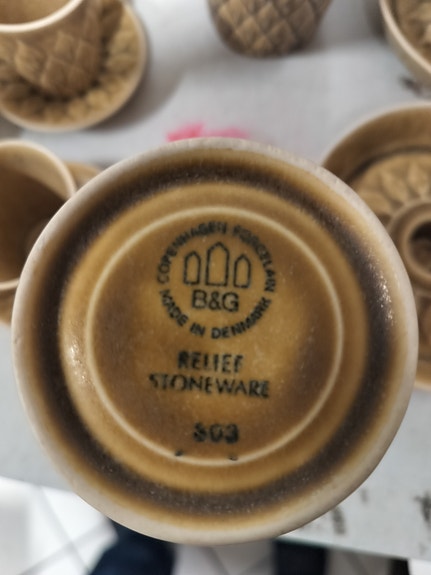 COPENHAGEN PORCELAIN
B&G
MADE IN DENMARK
RELIEF
STONEWARE
303